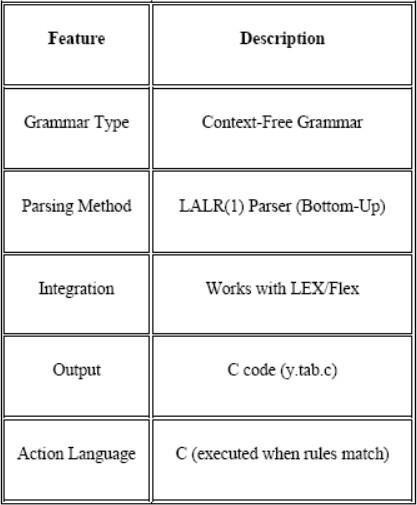 Feature Description
Grammar Type Context-Free Grammar
Parsing Method LALR(1) Parser (Bottom-Up)
Integration Works with LEX/Flex
Output C code (y.tab.c)
Action Language C (executed when rules match)